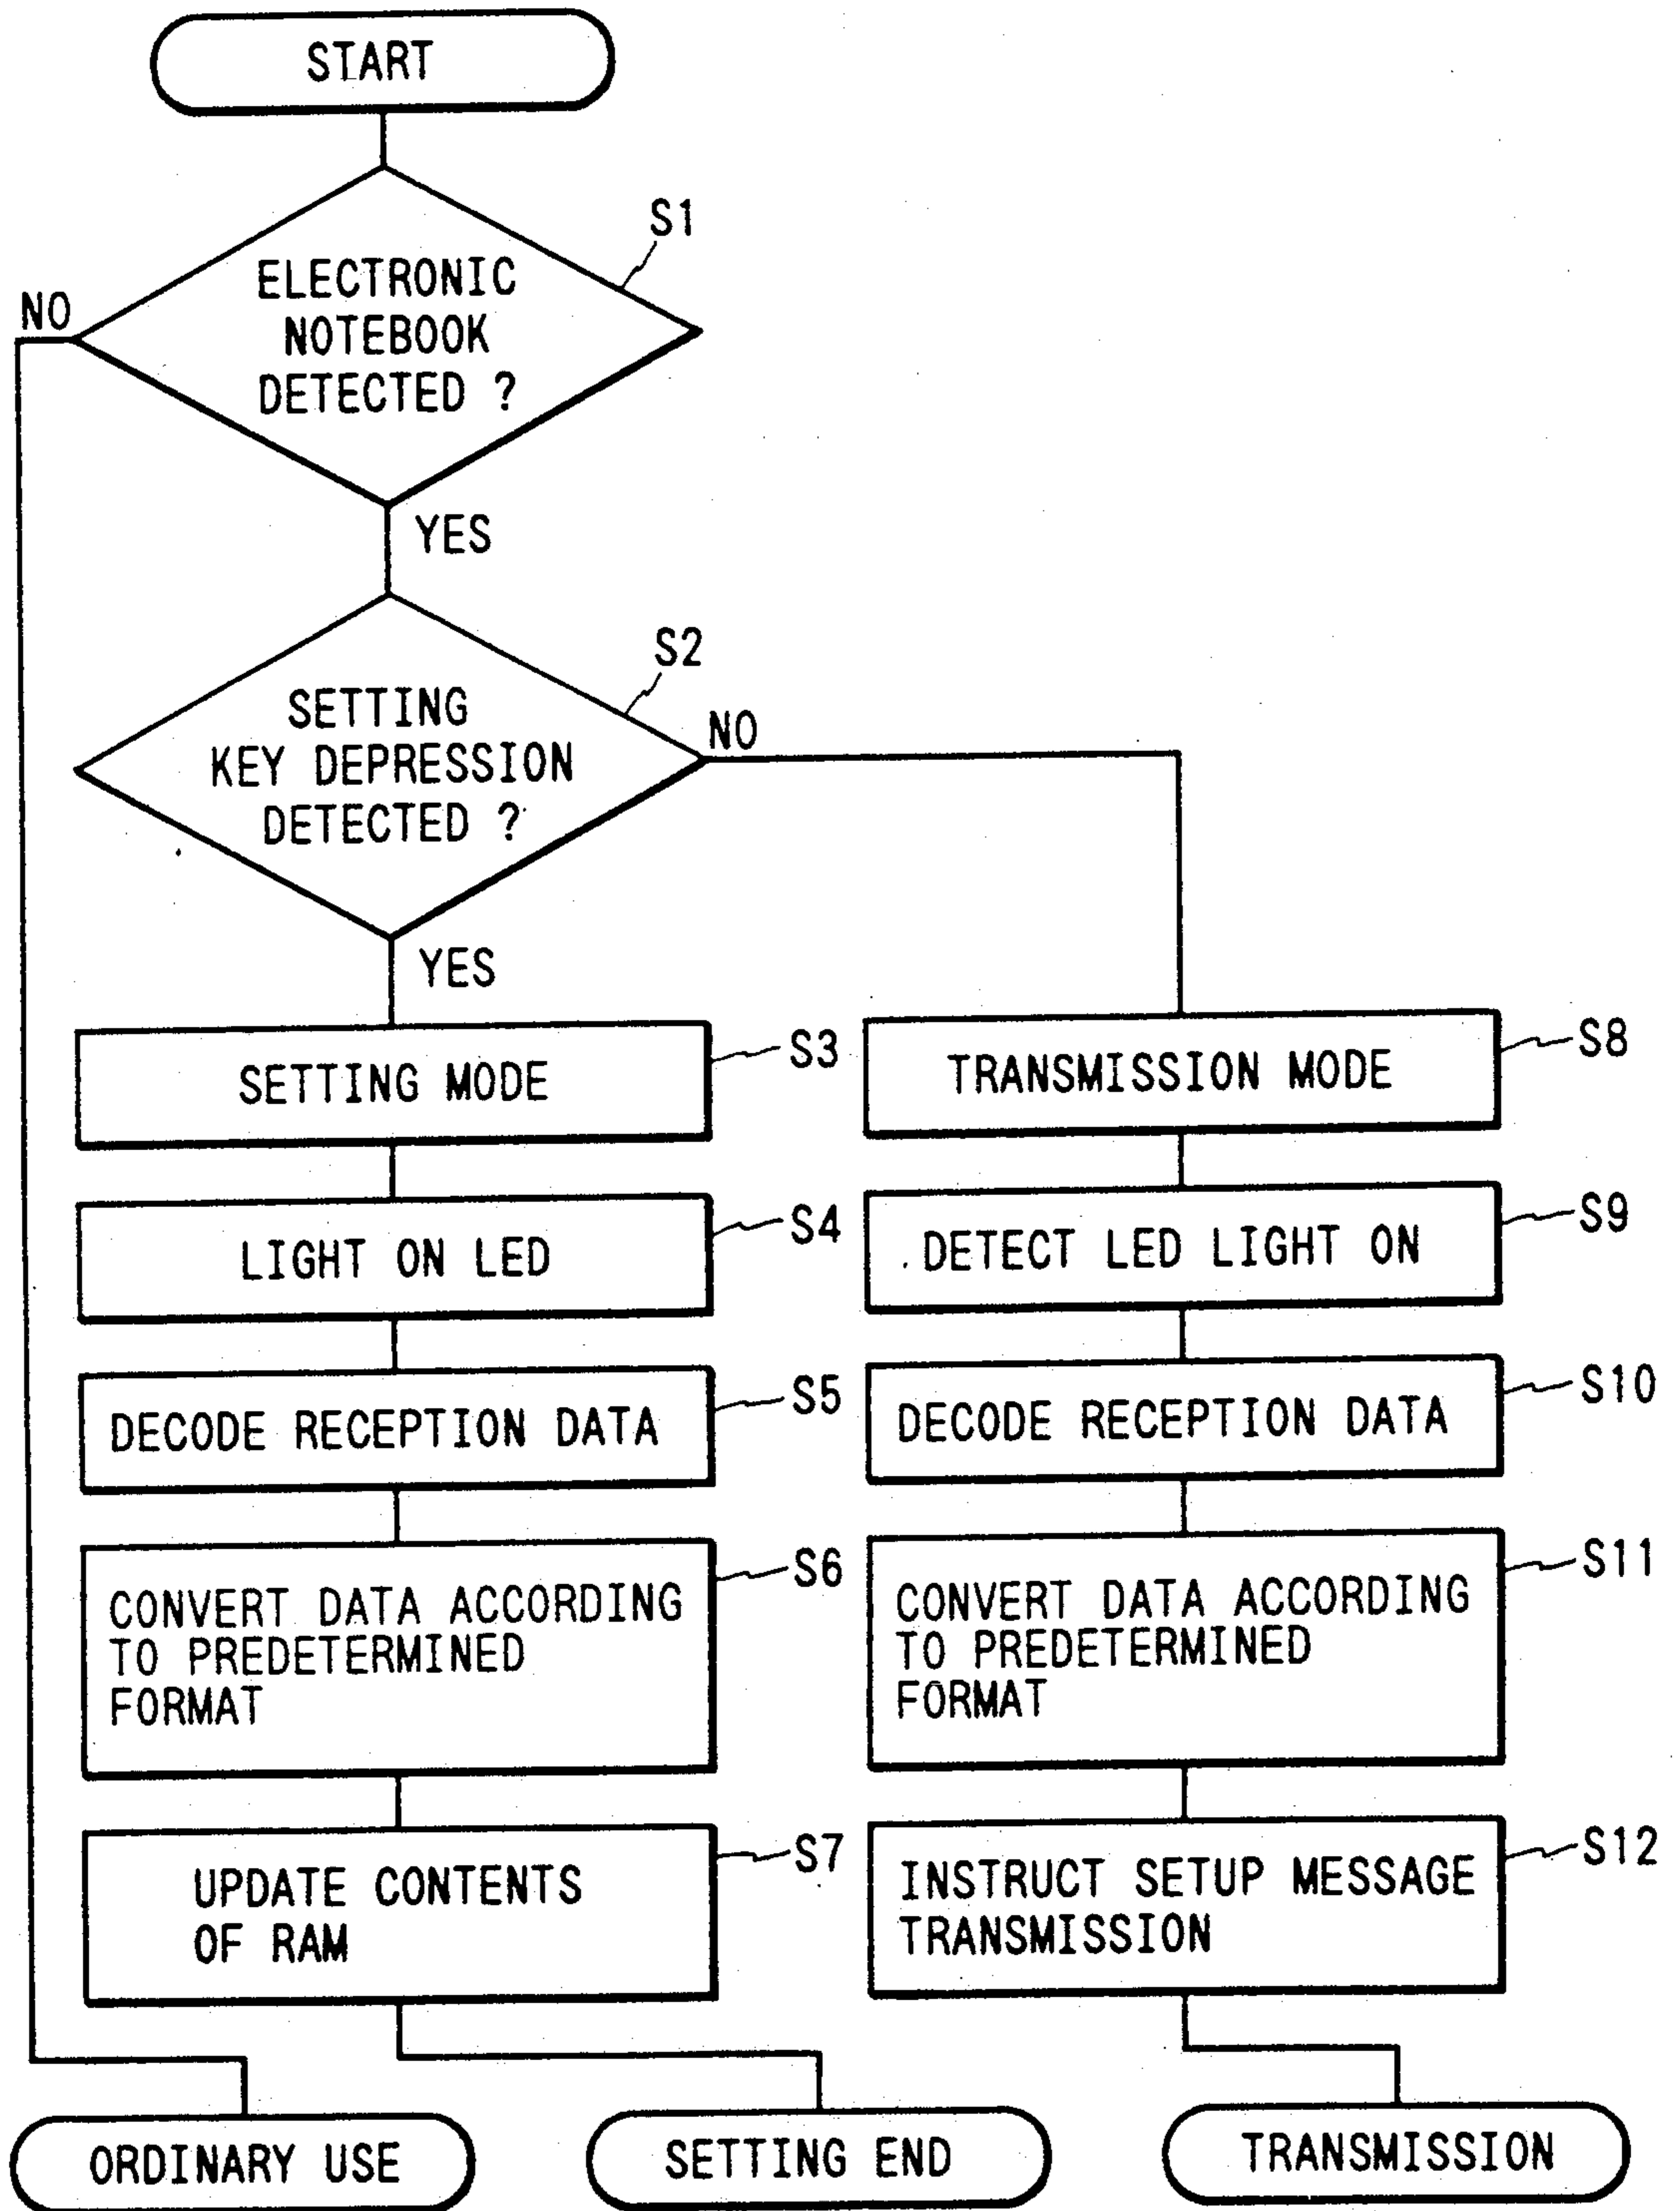 START
S1
ELECTRONIC
NOTEBOOK
DETECTED ?
NO
YES
S2
SETTING
KEY DEPRESSION
DETECTED ?
NO
YES
SETTING MODE
S3
LIGHT ON LED
S4
DECODE RECEPTION DATA
S5
CONVERT DATA ACCORDING
TO PREDETERMINED
FORMAT
S6
UPDATE CONTENTS
OF RAM
S7
TRANSMISSION MODE
S8
DETECT LED LIGHT ON
S9
DECODE RECEPTION DATA
S10
CONVERT DATA ACCORDING
TO PREDETERMINED
FORMAT
S11
INSTRUCT SETUP MESSAGE
TRANSMISSION
S12
ORDINARY USE
SETTING END
TRANSMISSION